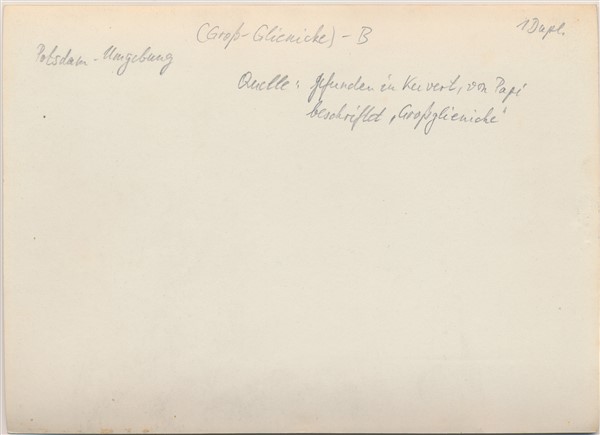 (Groß-Glienicke) - B
1 Dupl.
Potsdam-Umgebung
Quelle: gefunden in Kuvert, von Papi
beschriftet „Großglienicke"